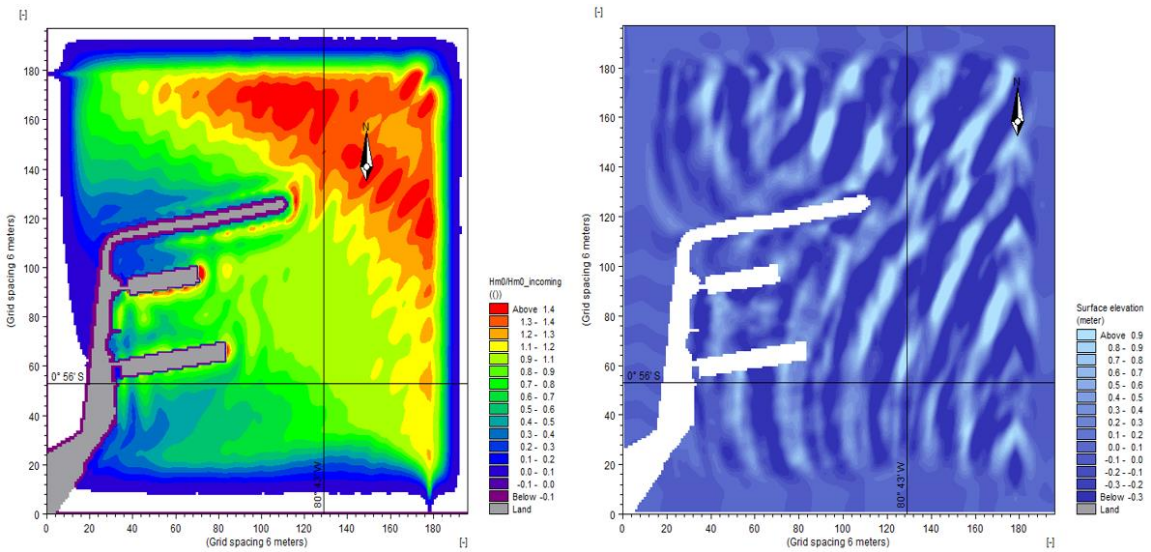 [-]
180
160
140
120
100
80
60
40
20
0
(Grid spacing 6 meters)
N
0° 56' S
80° 43' W
0 20 40 60 80 100 120 140 160 180
(Grid spacing 6 meters)
[-]
Hm0/Hm0_incoming
(())
Above 1.4
1.3 - 1.4
1.2 - 1.3
1.1 - 1.2
0.9 - 1.1
0.8 - 0.9
0.7 - 0.8
0.6 - 0.7
0.5 - 0.6
0.4 - 0.5
0.3 - 0.4
0.2 - 0.3
0.1 - 0.2
0.0 - 0.1
-0.1 - 0.0
Below -0.1
Land
[-]
180
160
140
120
100
80
60
40
20
0
(Grid spacing 6 meters)
N
0° 56' S
80° 43' W
0 20 40 60 80 100 120 140 160 180
(Grid spacing 6 meters)
[-]
Surface elevation
(meter)
Above 0.9
0.8 - 0.9
0.7 - 0.8
0.6 - 0.7
0.5 - 0.6
0.4 - 0.5
0.3 - 0.4
0.2 - 0.3
0.1 - 0.2
0.0 - 0.1
-0.1 - 0.0
-0.2 - -0.1
-0.3 - -0.2
Below -0.3
Land